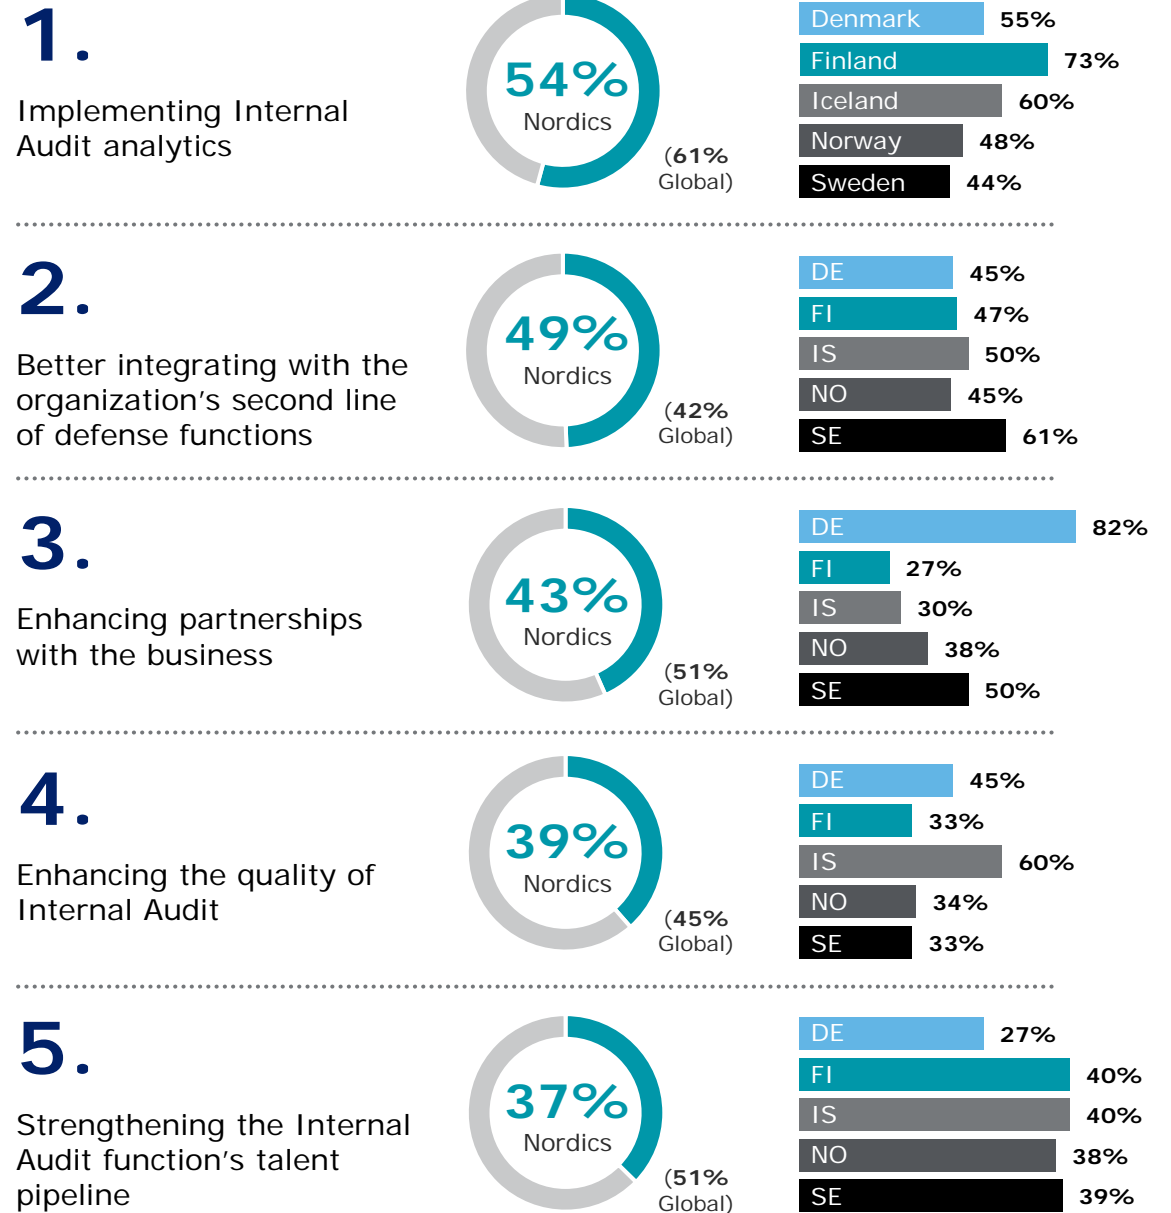 1.
Implementing Internal
Audit analytics
54%
Nordics
(61%
Global)
Denmark 55%
Finland 73%
Iceland 60%
Norway 48%
Sweden 44%
2.
Better integrating with the
organization's second line
of defense functions
49%
Nordics
(42%
Global)
DE 45%
FI 47%
IS 50%
NO 45%
SE 61%
3.
Enhancing partnerships
with the business
43%
Nordics
(51%
Global)
DE 82%
FI 27%
IS 30%
NO 38%
SE 50%
4.
Enhancing the quality of
Internal Audit
39%
Nordics
(45%
Global)
DE 45%
FI 33%
IS 60%
NO 34%
SE 33%
5.
Strengthening the Internal
Audit function's talent
pipeline
37%
Nordics
(51%
Global)
DE 27%
FI 40%
IS 40%
NO 38%
SE 39%